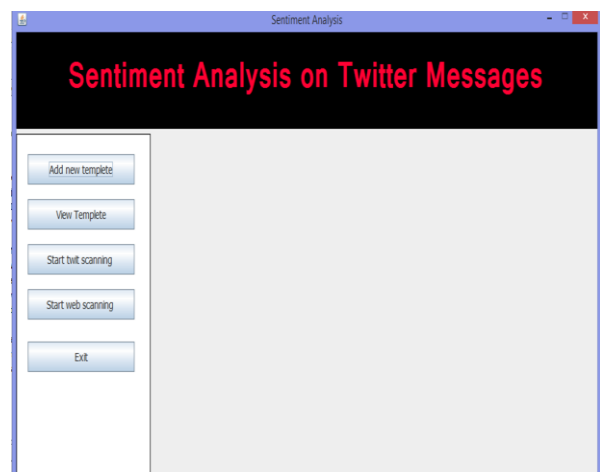 Sentiment Analysis
Sentiment Analysis on Twitter Messages
Add new templete
View Templete
Start twit scanning
Start web scanning
Exit